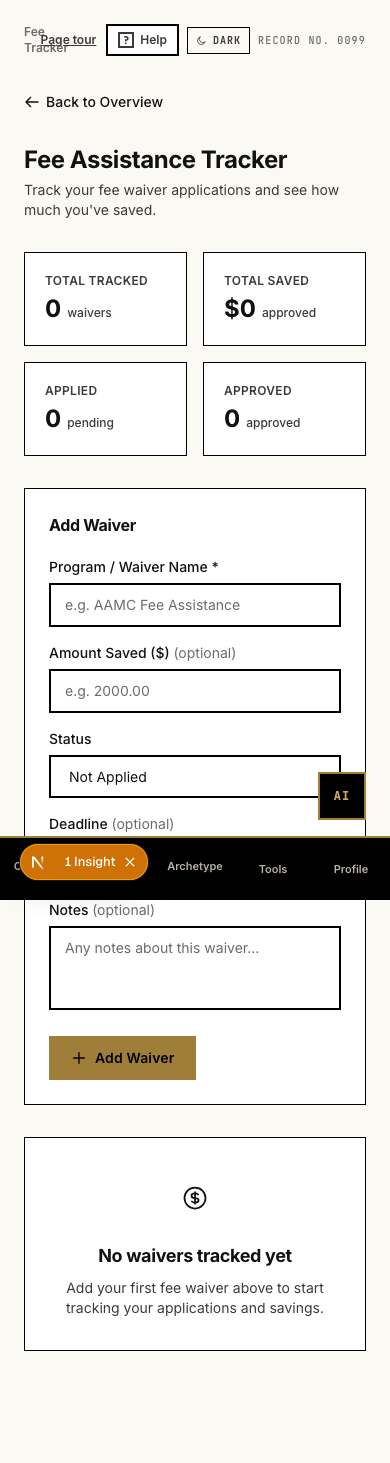 Fee
Tracker
Page tour
? Help
DARK
RECORD NO. 0099
Back to Overview
Fee Assistance Tracker
Track your fee waiver applications and see how
much you've saved.
TOTAL TRACKED
0 waivers
TOTAL SAVED
$0 approved
APPLIED
0 pending
APPROVED
0 approved
Add Waiver
Program / Waiver Name *
e.g. AAMC Fee Assistance
Amount Saved ($) (optional)
e.g. 2000.00
Status
Not Applied
AI
Deadline (optional)
N 1 Insight
Archetype
Tools
Profile
Notes (optional)
Any notes about this waiver...
+ Add Waiver
$
No waivers tracked yet
Add your first fee waiver above to start
tracking your applications and savings.